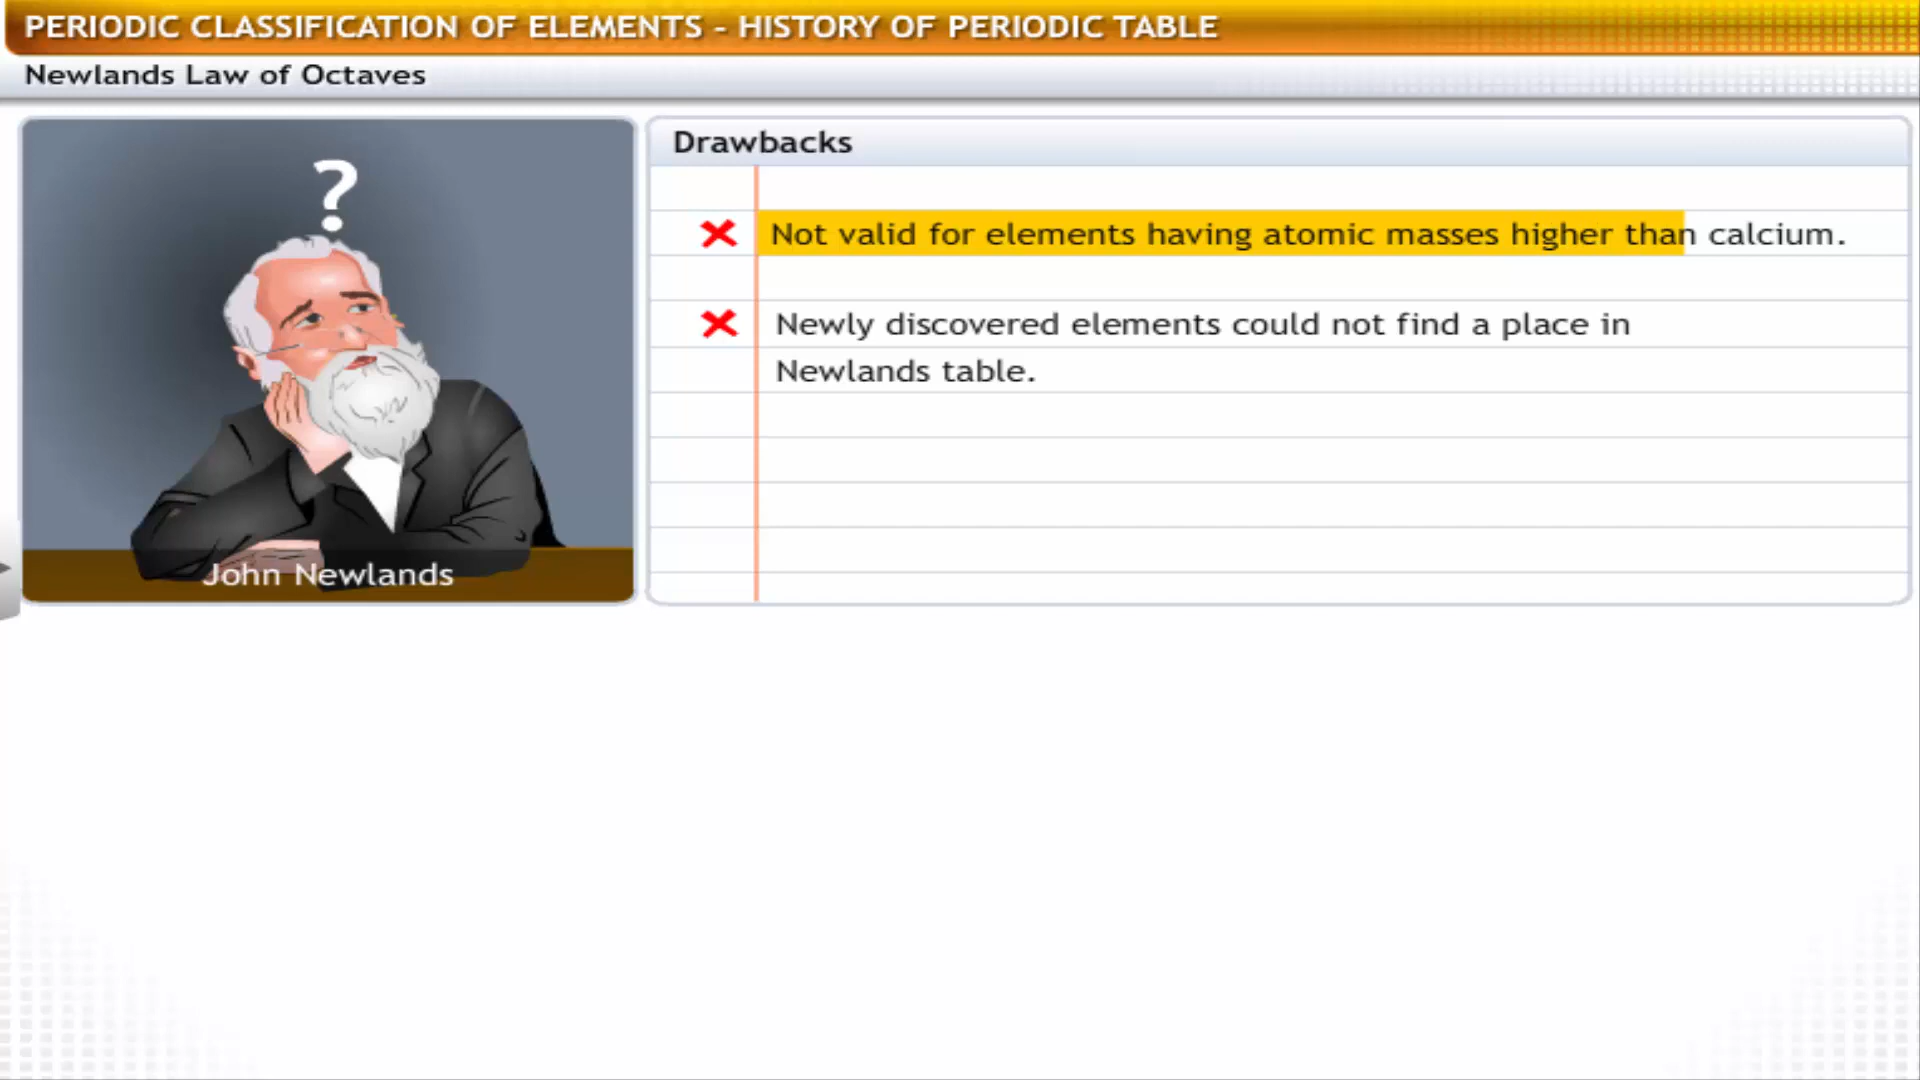 PERIODIC CLASSIFICATION OF ELEMENTS - HISTORY OF PERIODIC TABLE
Newlands Law of Octaves
?
John Newlands
Drawbacks
Not valid for elements having atomic masses higher than calcium.
Newly discovered elements could not find a place in
Newlands table.